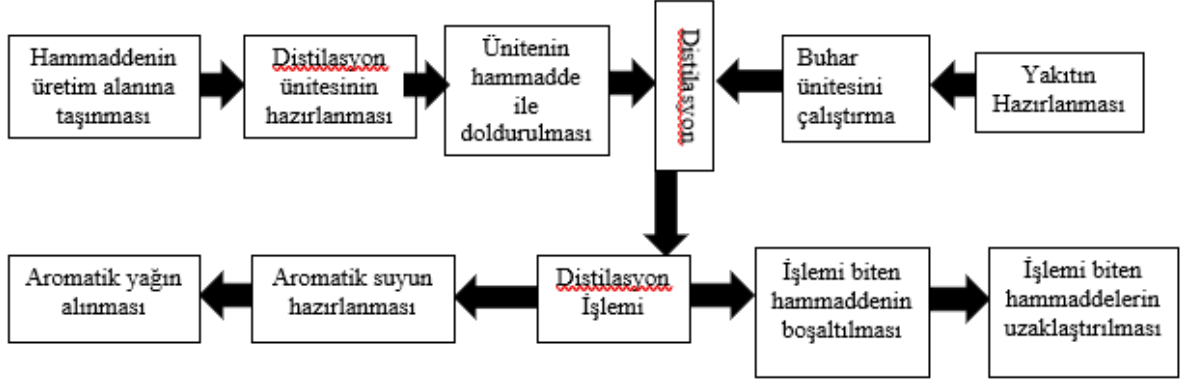 Hammaddenin
üretim alanına
taşınması
Distilasyon
ünitesinin
hazırlanması
Ünitenin
hammadde
ile
doldurulması
Distilasyon
Buhar
ünitesini
çalıştırma
Yakıtın
Hazırlanması
Aromatik yağın
alınması
Aromatik suyun
hazırlanması
Distilasyon
İşlemi
İşlemi biten
hammaddenin
boşaltılması
İşlemi biten
hammaddelerin
uzaklaştırılması